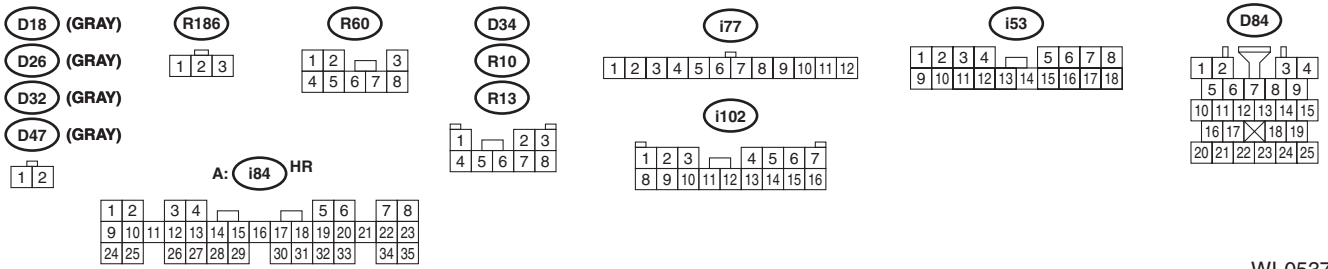 D18 (GRAY)
D26 (GRAY)
D32 (GRAY)
D47 (GRAY)
1 2
R186
1 2 3
R60
1 2 3
4 5 6 7 8
D34
R10
R13
1 2 3
4 5 6 7 8
i77
1 2 3 4 5 6 7 8 9 10 11 12
i102
1 2 3 4 5 6 7
8 9 10 11 12 13 14 15 16
i53
1 2 3 4 5 6 7 8
9 10 11 12 13 14 15 16 17 18
D84
1 2 3 4
5 6 7 8 9
10 11 12 13 14 15
16 17 18 19
20 21 22 23 24 25
A: i84 HR
1 2 3 4 5 6 7 8
9 10 11 12 13 14 15 16 17 18 19 20 21 22 23
24 25 26 27 28 29 30 31 32 33 34 35